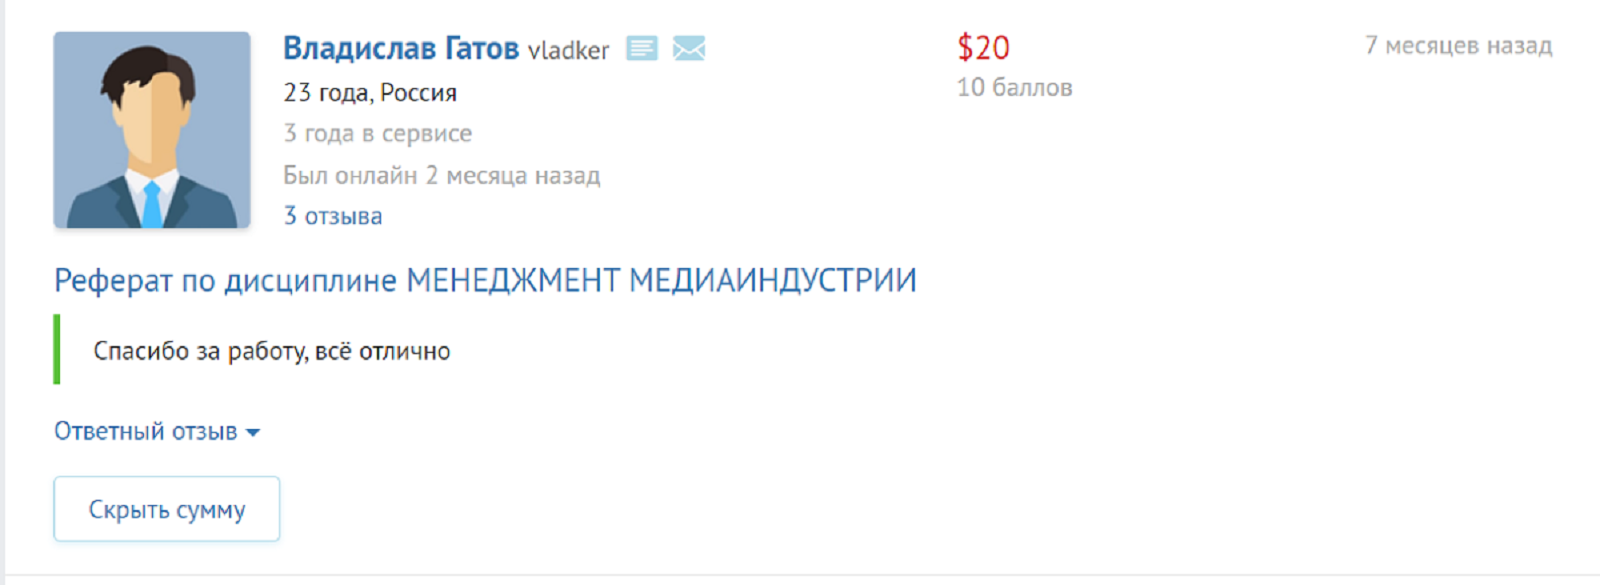 Владислав Гатов vladker
$20
7 месяцев назад
23 года, Россия
10 баллов
3 года в сервисе
Был онлайн 2 месяца назад
3 отзыва
Реферат по дисциплине МЕНЕДЖМЕНТ МЕДИАИНДУСТРИИ
Спасибо за работу, всё отлично
Ответный отзыв
Скрыть сумму